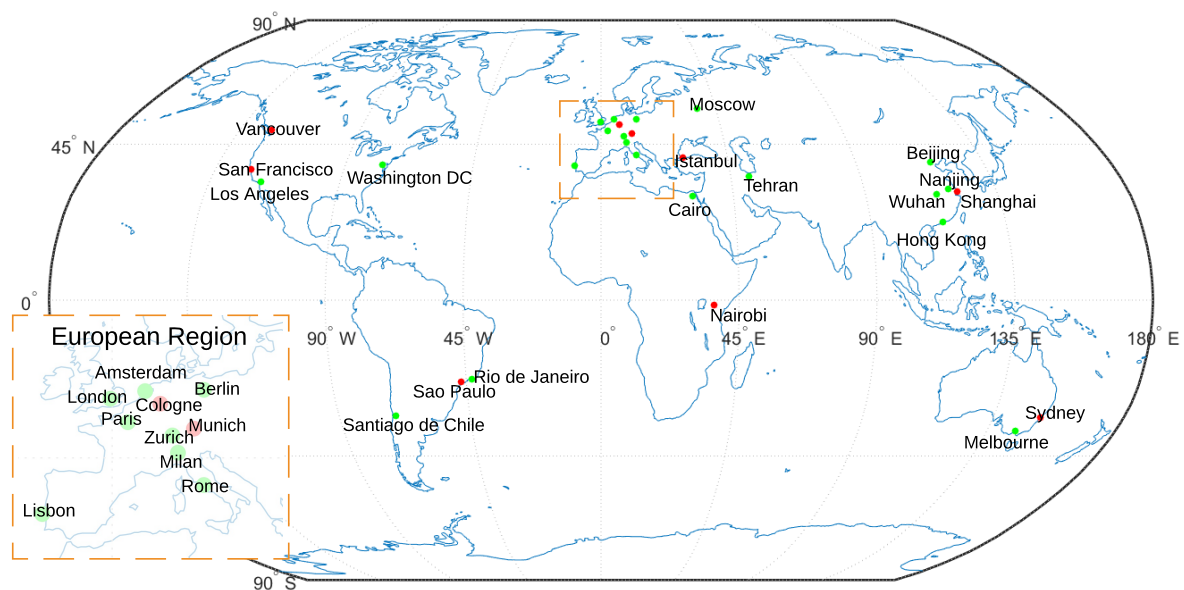 90° N
Moscow
Vancouver
45° N
Istanbul
Beijing
San Francisco
Washington DC
Tehran
Nanjing
Los Angeles
Wuhan
Shanghai
Cairo
Hong Kong
0°
Nairobi
90° W
45° W
0°
45° E
90° E
135° E
180° E
European Region
Amsterdam
Berlin
London
Cologne
Paris
Munich
Zurich
Milan
Rome
Lisbon
Rio de Janeiro
Sao Paulo
Santiago de Chile
Sydney
Melbourne
90° S